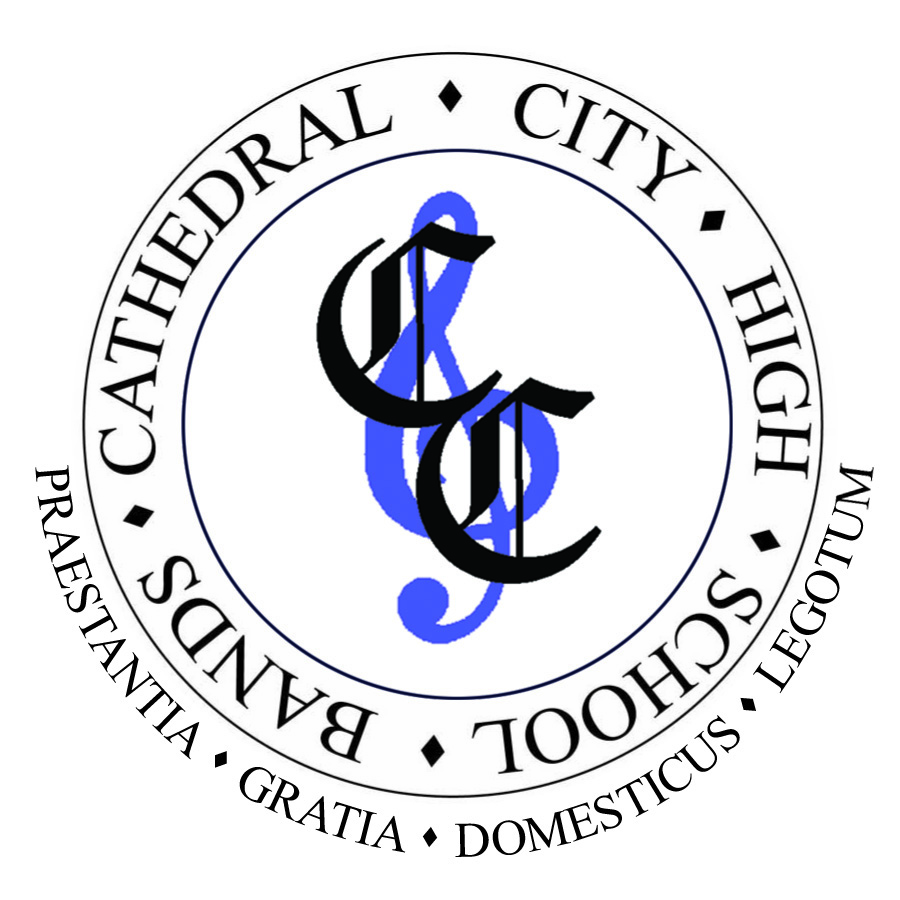 CATHEDRAL ♦ CITY ♦ HIGH ♦ SCHOOL ♦ BANDS ♦
CC
PRAESTANTIA ♦ GRATIA ♦ DOMESTICUS ♦ LEGOTUM